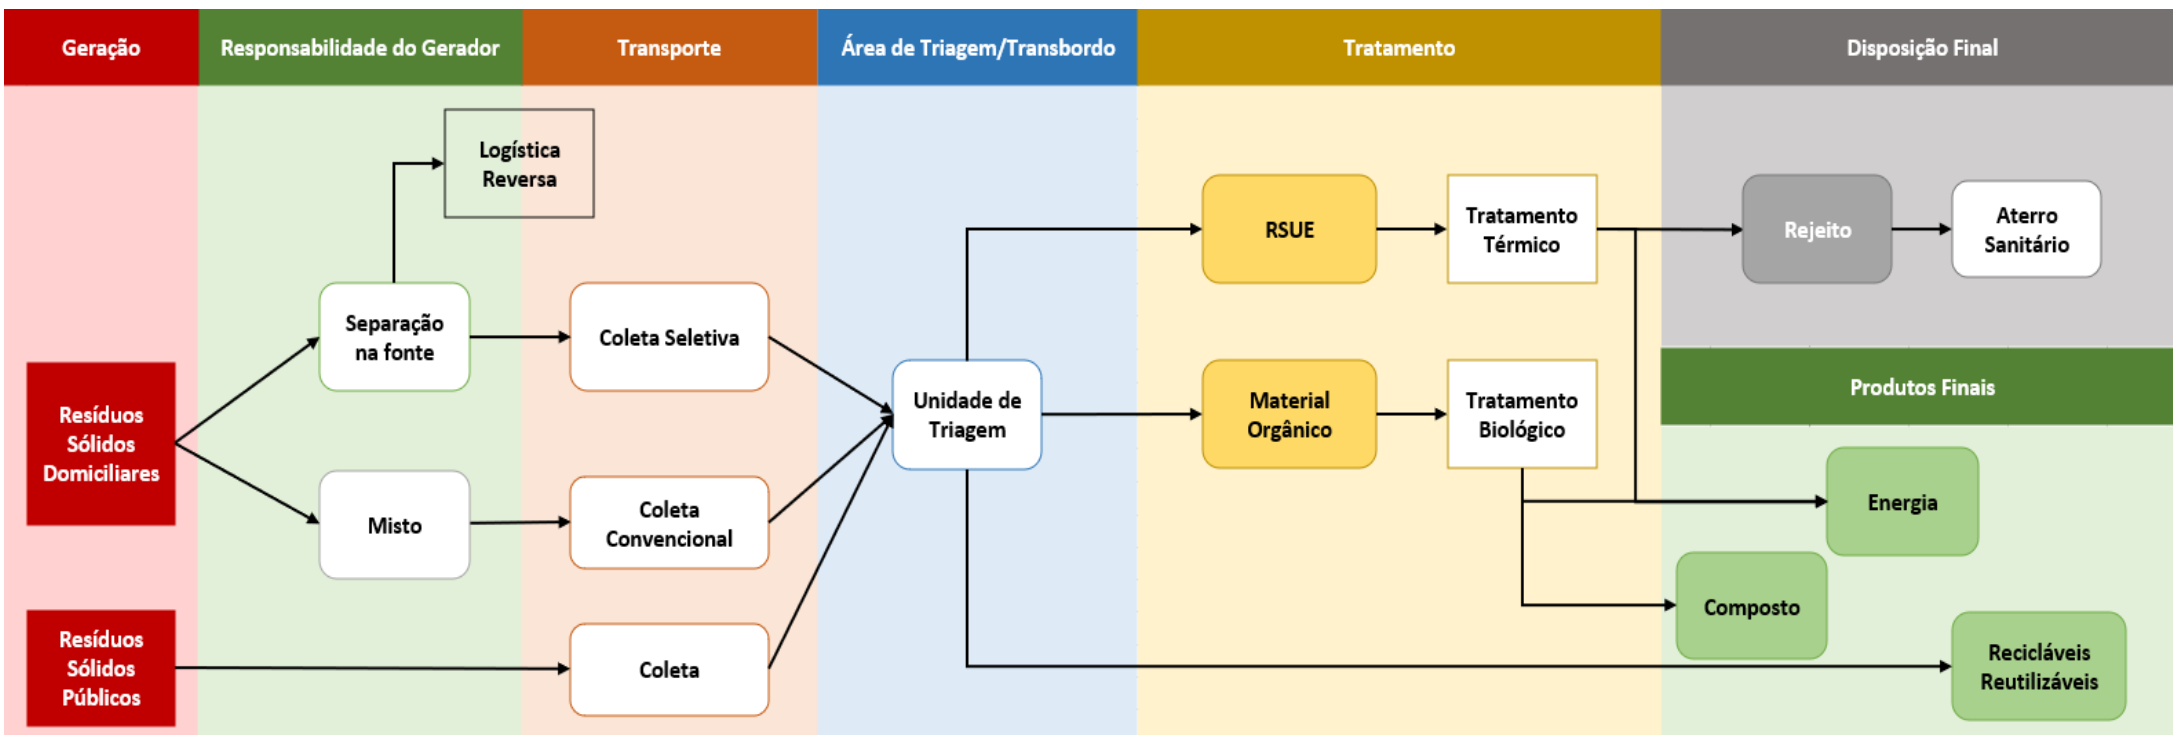 Geração
Responsabilidade do Gerador
Transporte
Área de Triagem/Transbordo
Tratamento
Disposição Final
Logística
Reversa
RSUE
Tratamento
Térmico
Rejeito
Aterro
Sanitário
Separação
na fonte
Coleta Seletiva
Resíduos
Sólidos
Domiciliares
Unidade de
Triagem
Material
Orgânico
Tratamento
Biológico
Produtos Finais
Misto
Coleta
Convencional
Energia
Composto
Resíduos
Sólidos
Públicos
Coleta
Recicláveis
Reutilizáveis